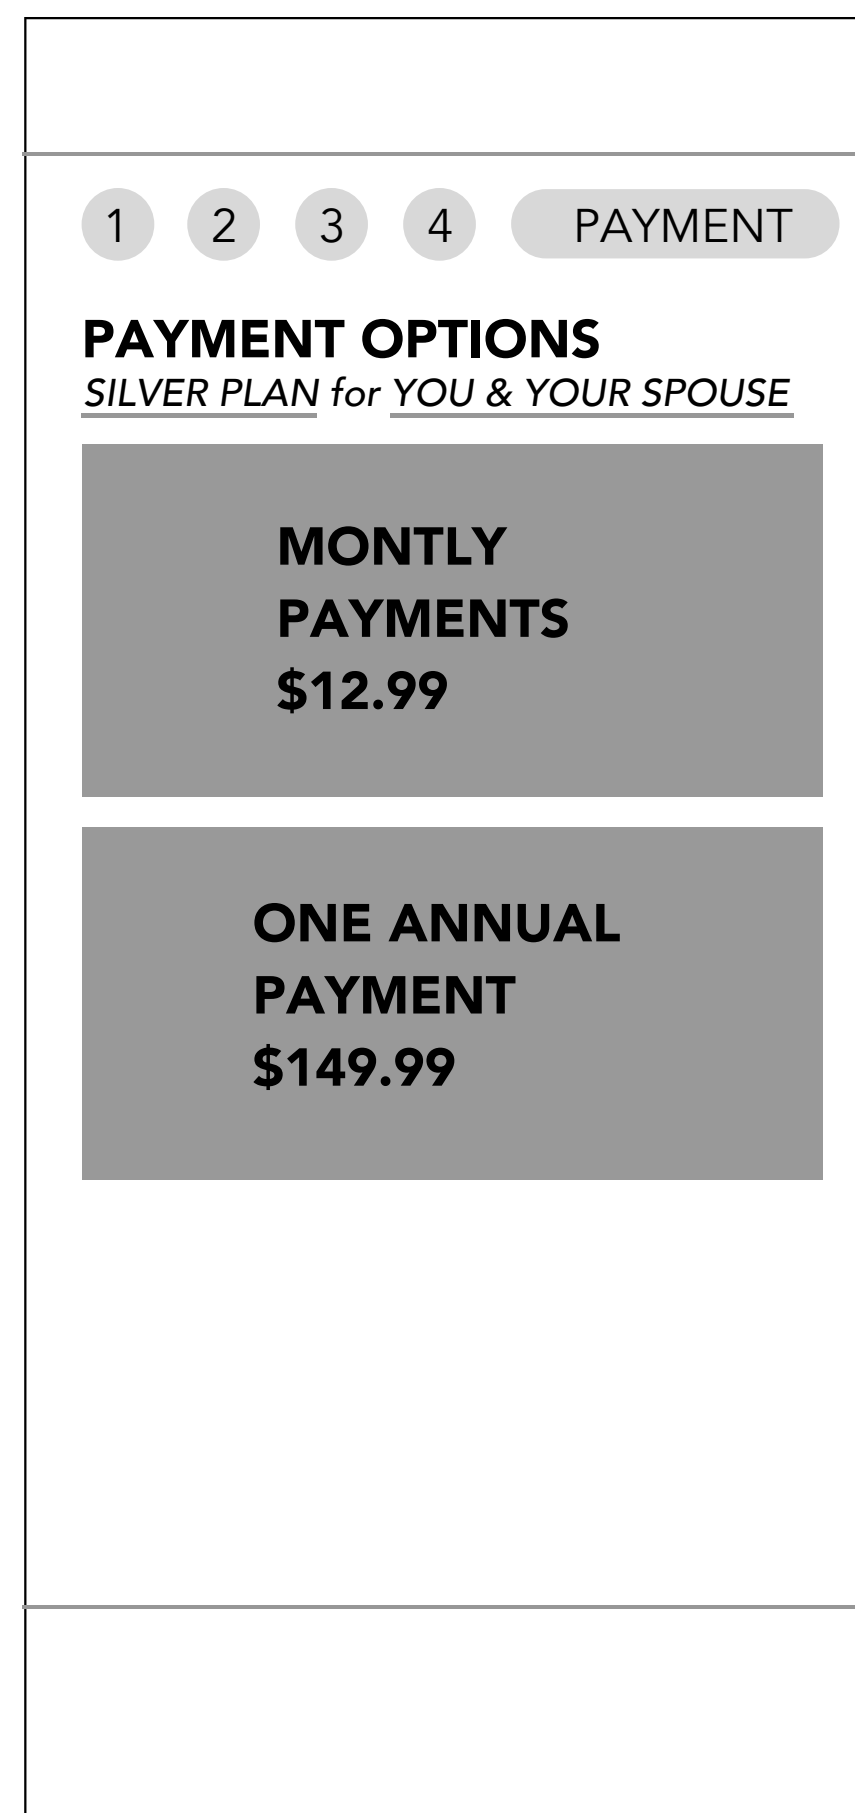 1 2 3 4 PAYMENT
PAYMENT OPTIONS
SILVER PLAN for YOU & YOUR SPOUSE
MONTLY
PAYMENTS
$12.99
ONE ANNUAL
PAYMENT
$149.99